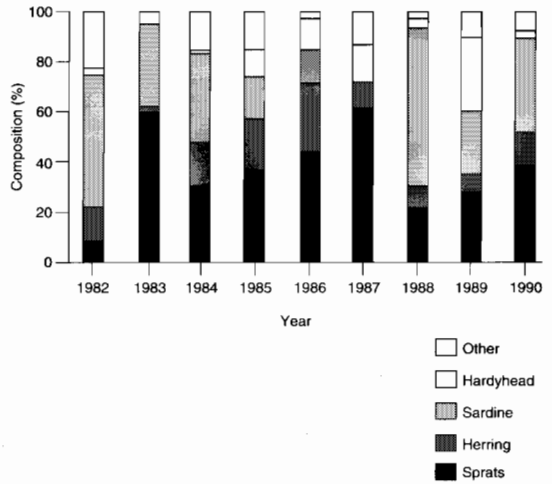 100
80
60
40
20
0
Composition (%)
1982 1983 1984 1985 1986 1987 1988 1989 1990
Year
Other
Hardyhead
Sardine
Herring
Sprats